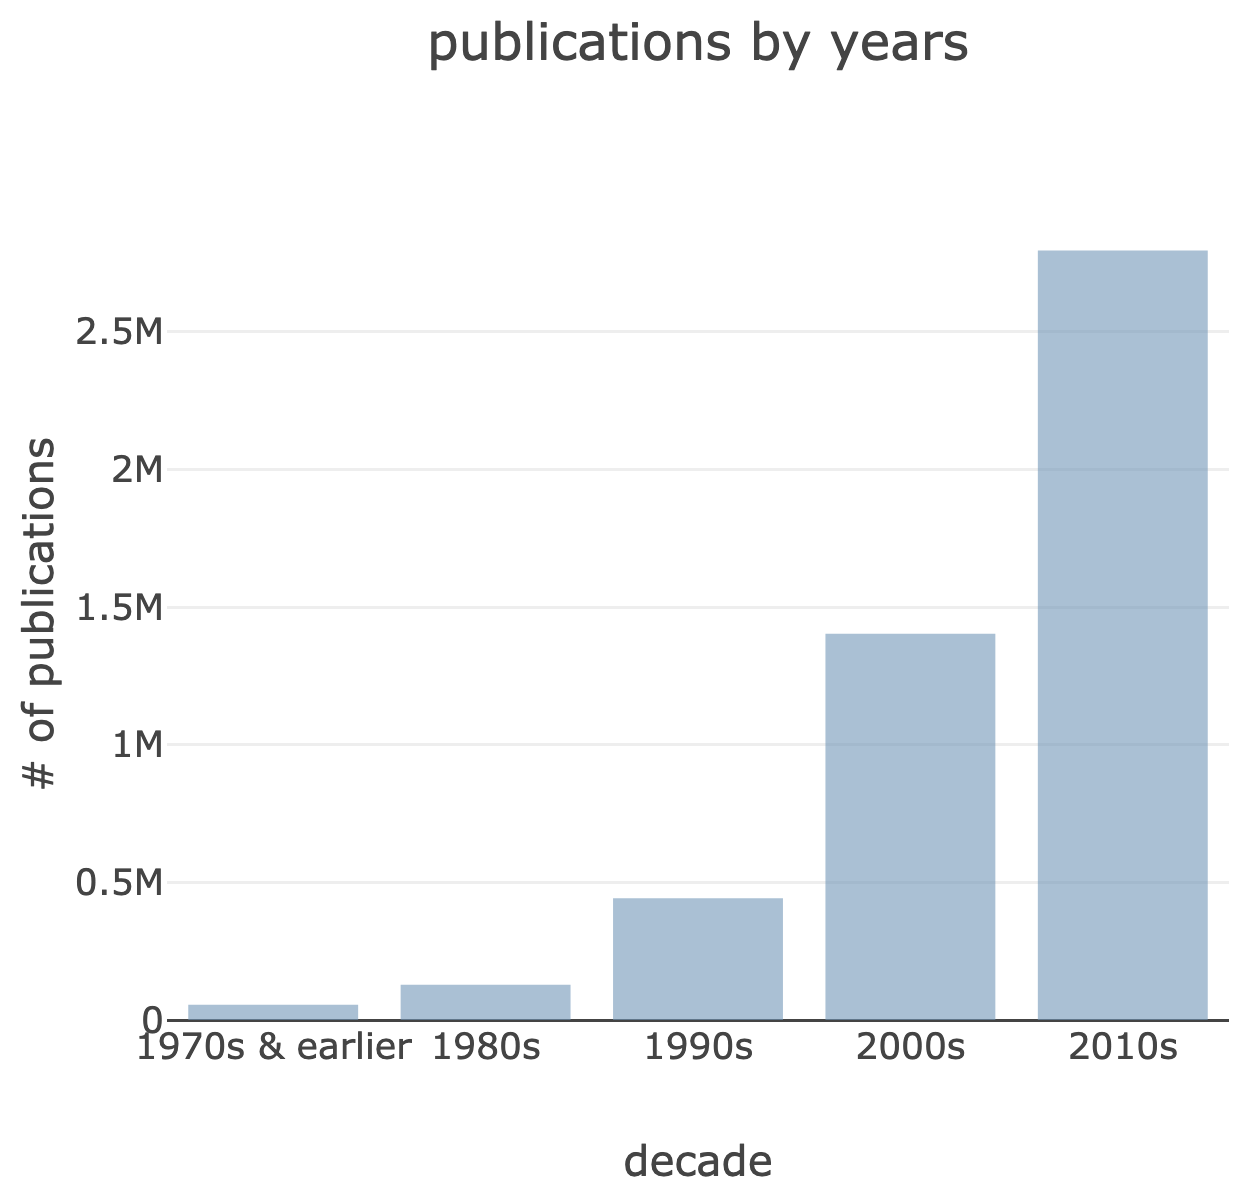 publications by years
# of publications
2.5M
2M
1.5M
1M
0.5M
0
1970s & earlier 1980s 1990s 2000s 2010s
decade